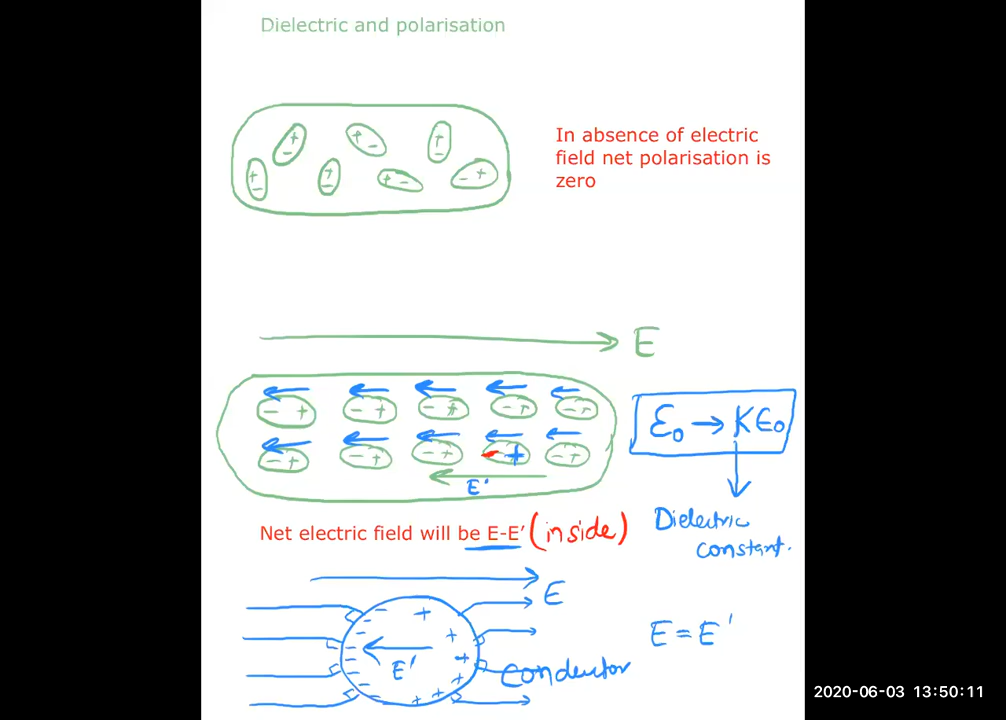 Dielectric and polarisation
In absence of electric
field net polarisation is
zero
E
E'
ε₀ → Kε₀
Dielectric
constant.
Net electric field will be E-E' (inside)
E
E = E'
E'
conductor
2020-06-03 13:50:11